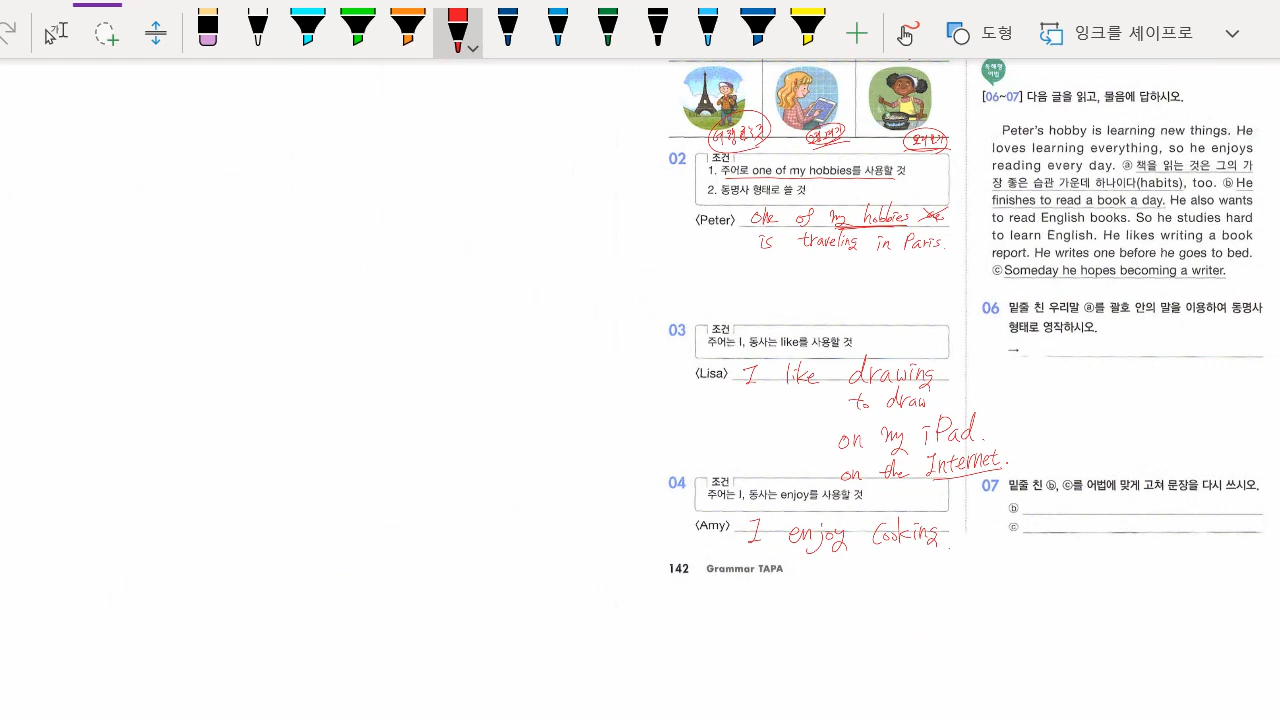 도형
잉크를 셰이프로
02
조건
1. 주어로 one of my hobbies를 사용할 것
2. 동명사 형태로 쓸 것
〈Peter〉 one of my hobbies
is traveling in Paris.
03
조건
주어는 I, 동사는 like를 사용할 것
〈Lisa〉 I like drawing
to draw
on my iPad.
on the Internet.
04
조건
주어는 I, 동사는 enjoy를 사용할 것
〈Amy〉 I enjoy cooking.
142 Grammar TAPA
독해형
어법
[06~07] 다음 글을 읽고, 물음에 답하시오.
Peter's hobby is learning new things. He
loves learning everything, so he enjoys
reading every day. ⓐ 책을 읽는 것은 그의 가
장 좋은 습관 가운데 하나이다(habits), too. ⓑ He
finishes to read a book a day. He also wants
to read English books. So he studies hard
to learn English. He likes writing a book
report. He writes one before he goes to bed.
ⓒ Someday he hopes becoming a writer.
06 밑줄 친 우리말 ⓐ를 괄호 안의 말을 이용하여 동명사
형태로 영작하시오.
→
07 밑줄 친 ⓑ, ⓒ를 어법에 맞게 고쳐 문장을 다시 쓰시오.
ⓑ
ⓒ